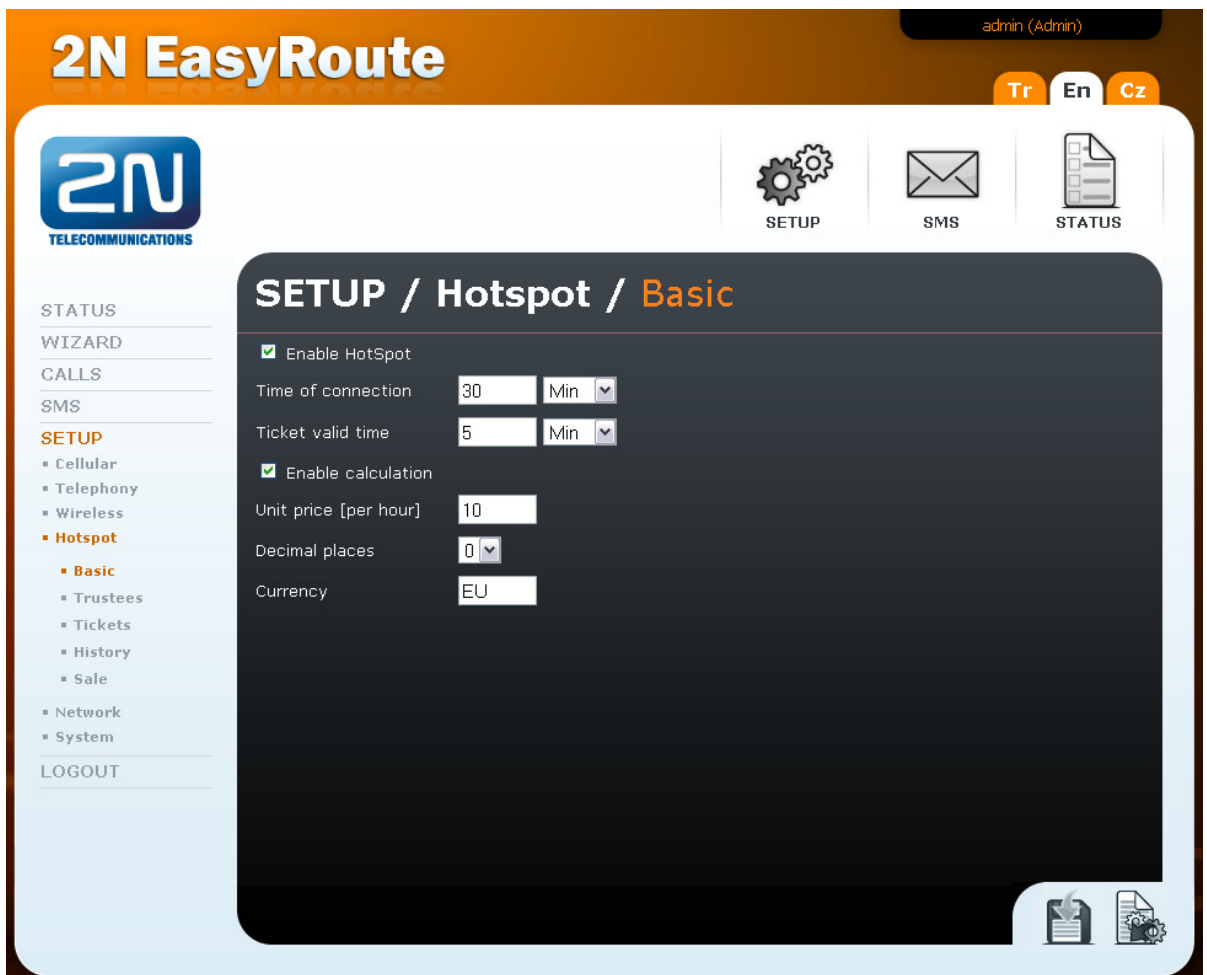 admin (Admin)
2N EasyRoute
Tr En Cz
2N
TELECOMMUNICATIONS
SETUP SMS STATUS
STATUS
WIZARD
CALLS
SMS
SETUP
Cellular
Telephony
Wireless
Hotspot
Basic
Trustees
Tickets
History
Sale
Network
System
LOGOUT
SETUP / Hotspot / Basic
Enable HotSpot
Time of connection 30 Min
Ticket valid time 5 Min
Enable calculation
Unit price [per hour] 10
Decimal places 0
Currency EU